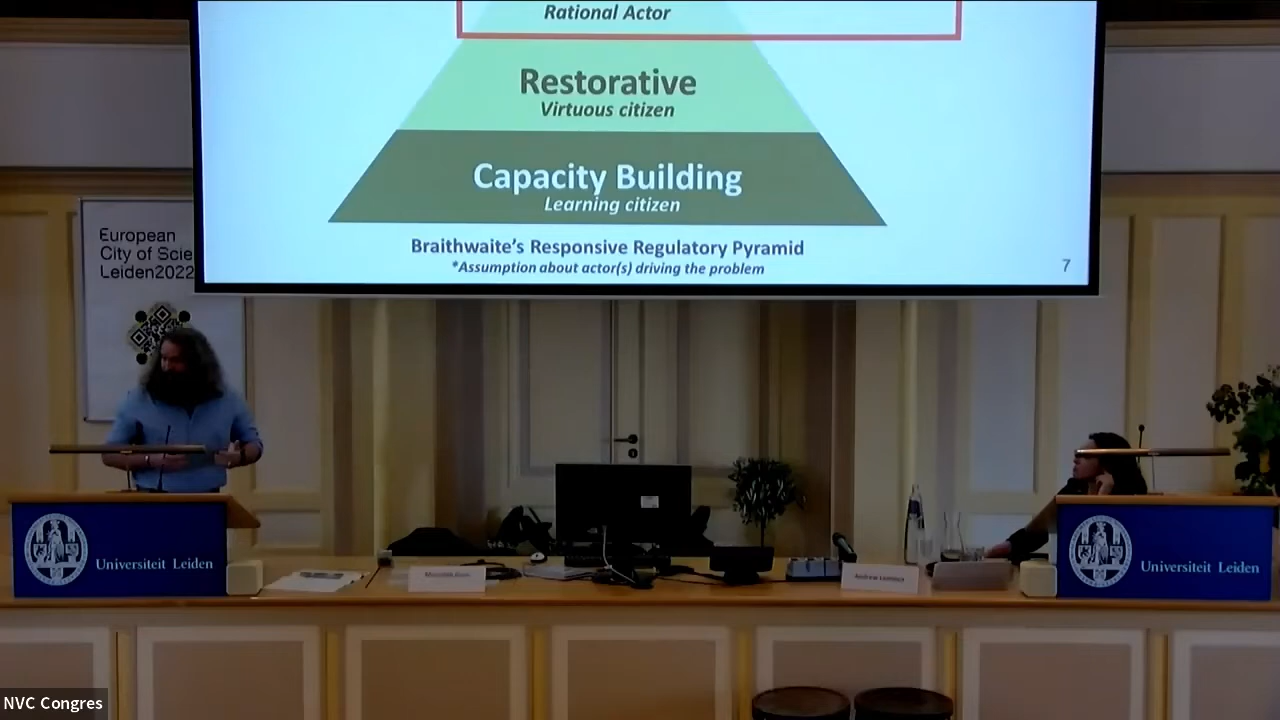 Rational Actor
Restorative
Virtuous citizen
Capacity Building
Learning citizen
Braithwaite's Responsive Regulatory Pyramid
*Assumption about actor(s) driving the problem
7
European
City of Scie
Leiden2022
Universiteit Leiden
Universiteit Leiden
NVC Congres